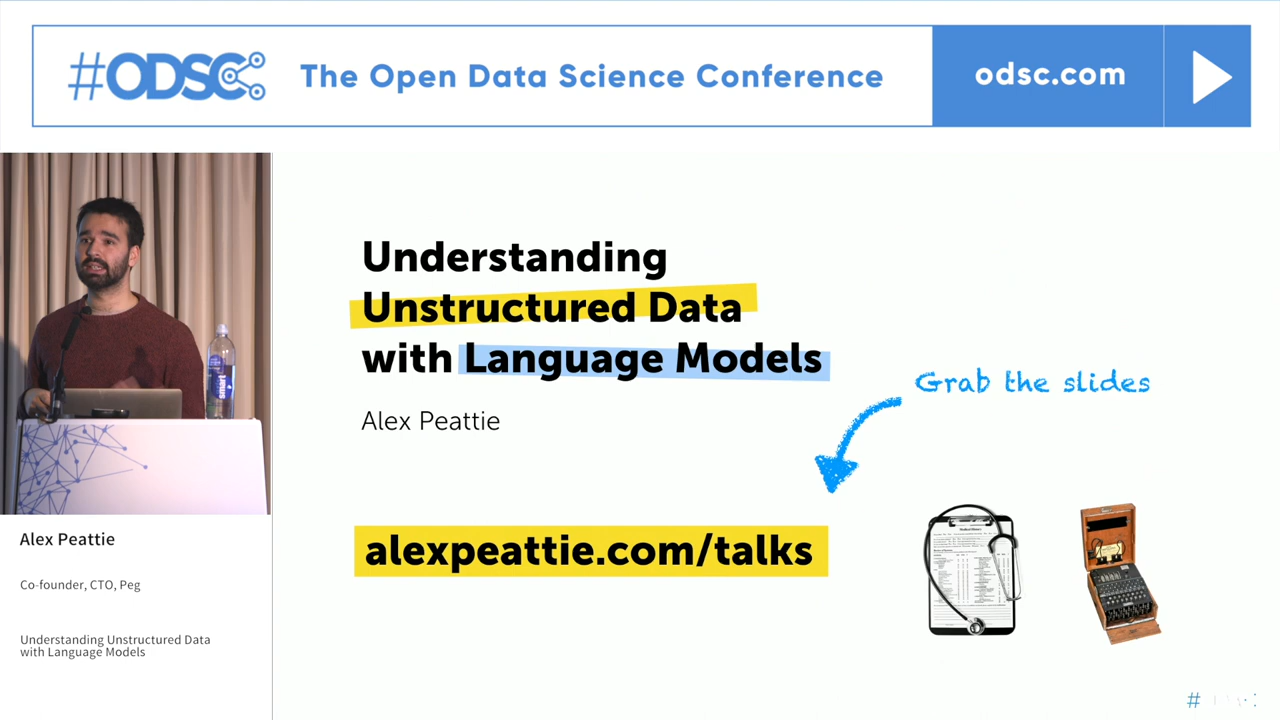 #ODSC
The Open Data Science Conference
odsc.com
Understanding
Unstructured Data
with Language Models
Alex Peattie
Grab the slides
alexpeattie.com/talks
smart
Alex Peattie
Co-founder, CTO, Peg
Understanding Unstructured Data
with Language Models
#